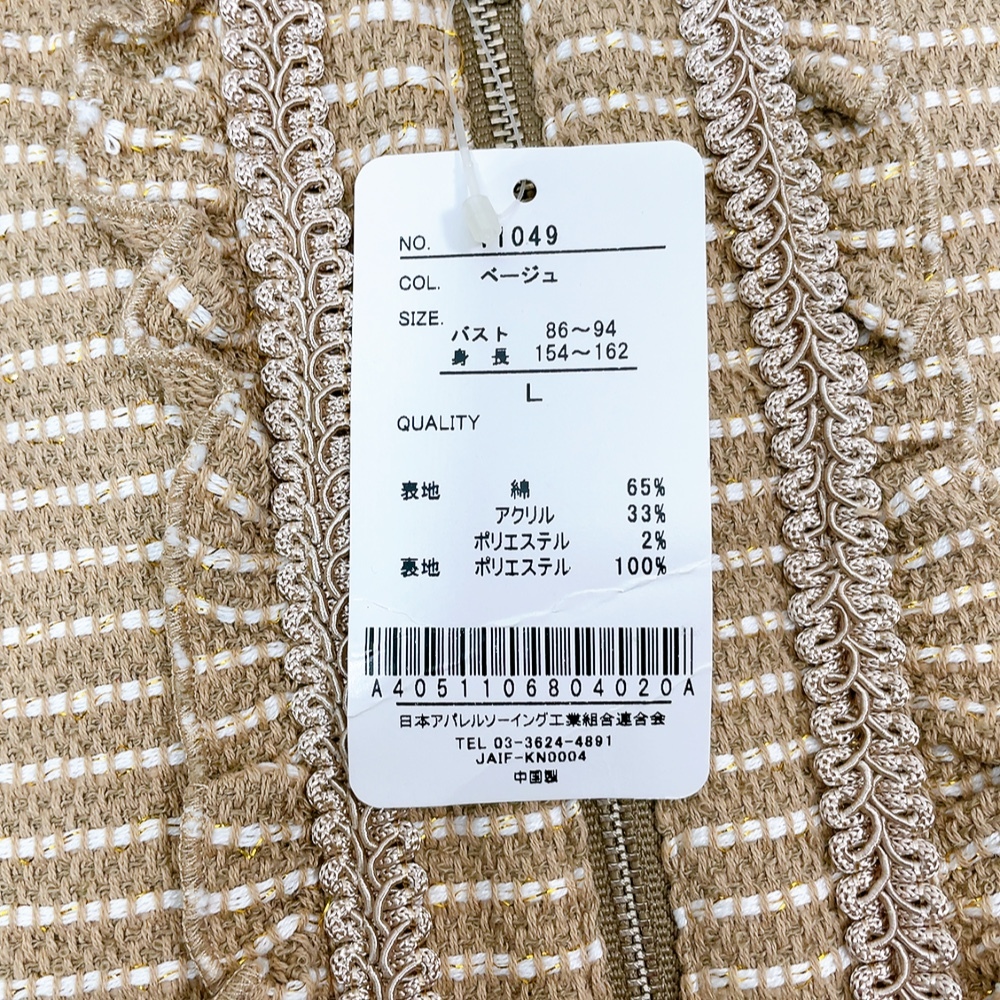 NO. 1049
COL. ベージュ
SIZE.
バスト 86〜94
身 長 154〜162
L
QUALITY
表地 綿 65%
アクリル 33%
ポリエステル 2%
裏地 ポリエステル 100%
A4051106804020A
日本アパレルソーイング工業組合連合会
TEL 03-3624-4891
JAIF-KN0004
中国製